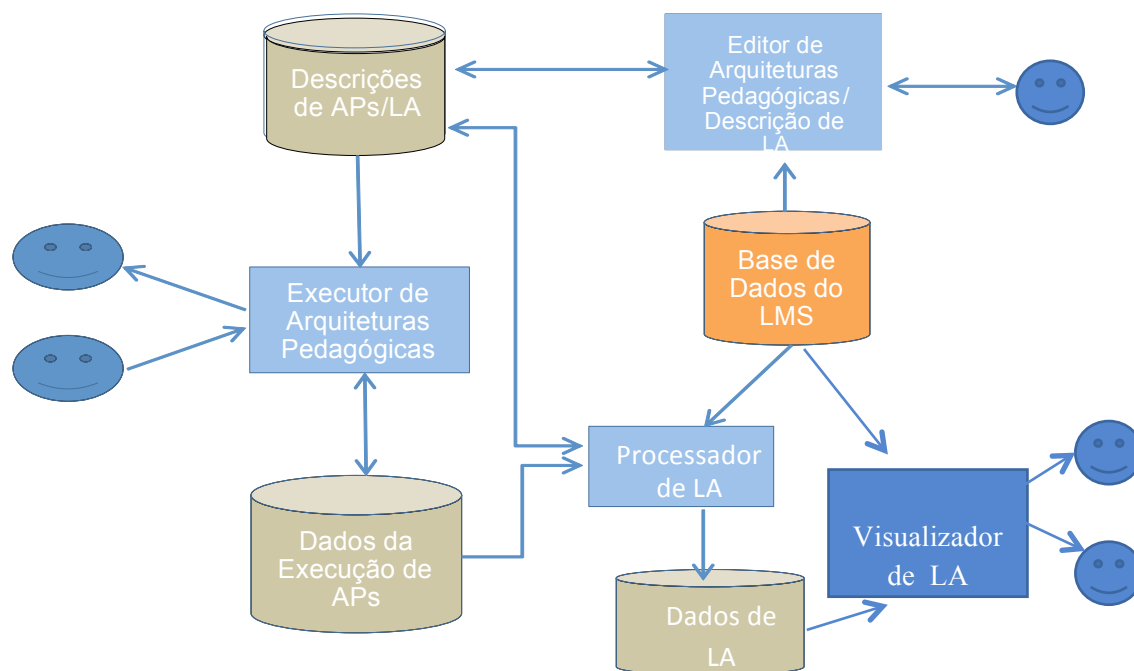 Descrições
de APs/LA
Editor de
Arquiteturas
Pedagógicas/
Descrição de
LA
Base de
Dados do
LMS
Executor de
Arquiteturas
Pedagógicas
Processador
de LA
Dados da
Execução de
APs
Visualizador
de LA
Dados de
LA